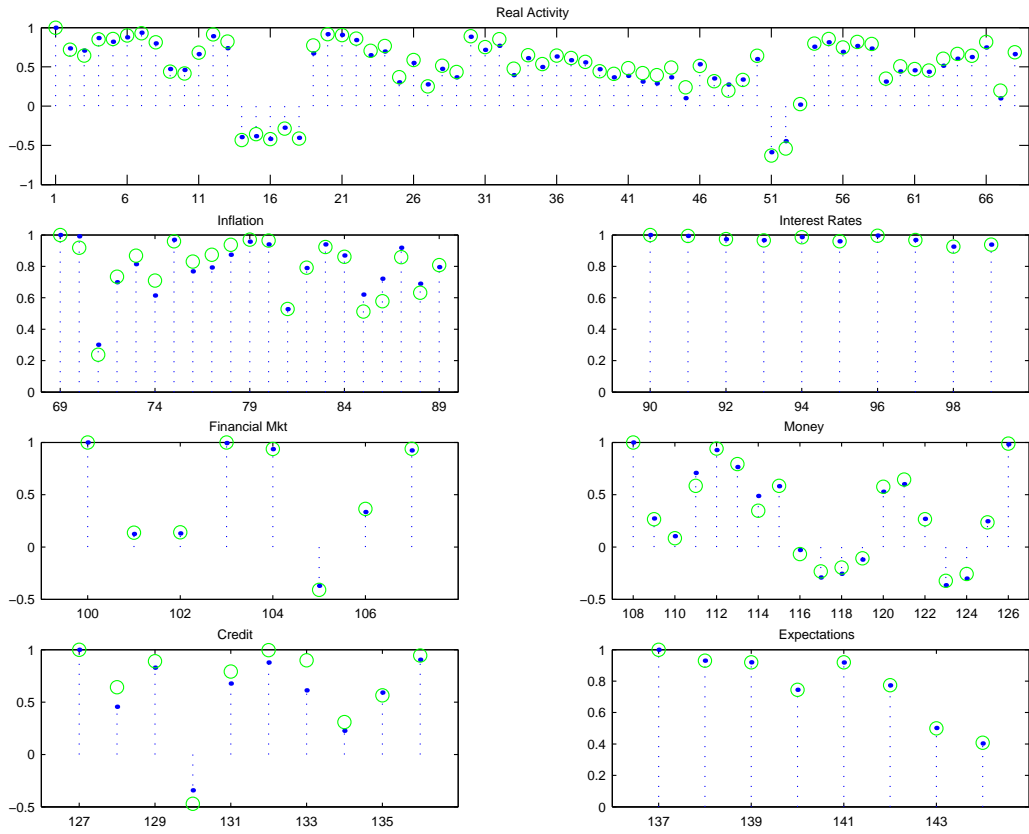 Real Activity
1
0.5
0
−0.5
−1
1 6 11 16 21 26 31 36 41 46 51 56 61 66
Inflation
1
0.8
0.6
0.4
0.2
0
69 74 79 84 89
Interest Rates
1
0.8
0.6
0.4
0.2
0
90 92 94 96 98
Financial Mkt
1
0.5
0
−0.5
100 102 104 106
Money
1
0.5
0
−0.5
108 110 112 114 116 118 120 122 124 126
Credit
1
0.5
0
−0.5
127 129 131 133 135
Expectations
1
0.8
0.6
0.4
0.2
0
137 139 141 143